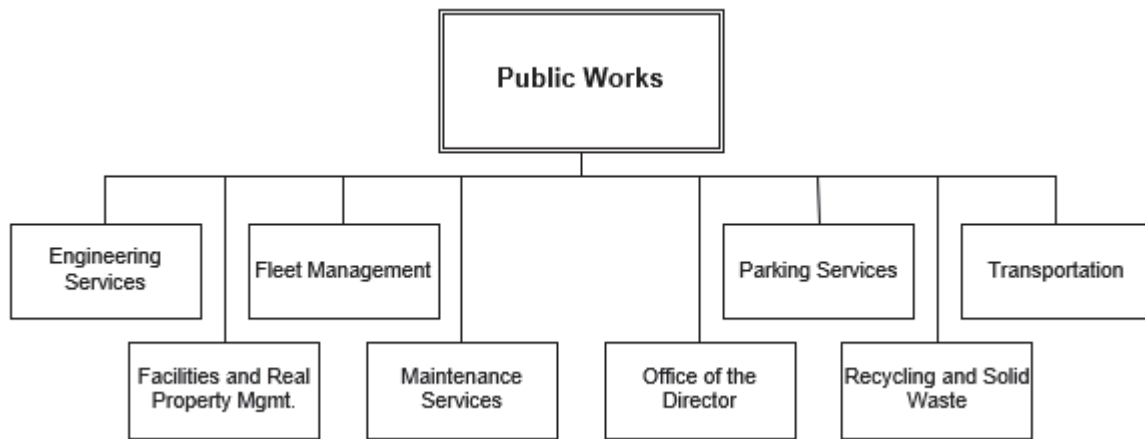 Public Works
Engineering
Services
Fleet Management
Parking Services
Transportation
Facilities and Real
Property Mgmt.
Maintenance
Services
Office of the
Director
Recycling and Solid
Waste